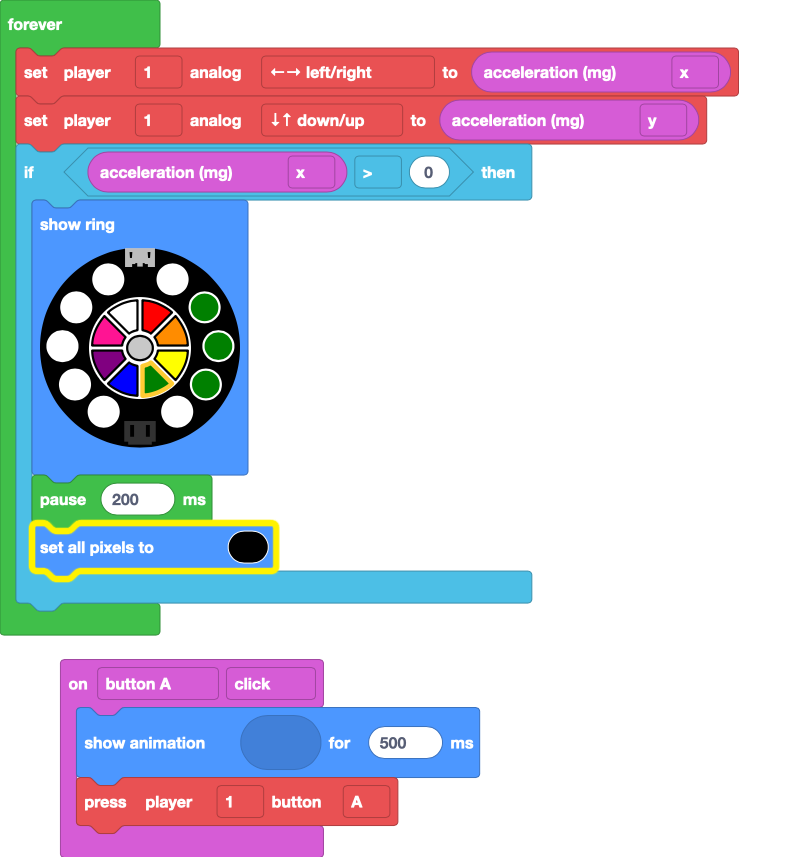 forever
set player 1 analog ←→ left/right to acceleration (mg) x
set player 1 analog ↓↑ down/up to acceleration (mg) y
if acceleration (mg) x > 0 then
show ring
pause 200 ms
set all pixels to
on button A click
show animation for 500 ms
press player 1 button A